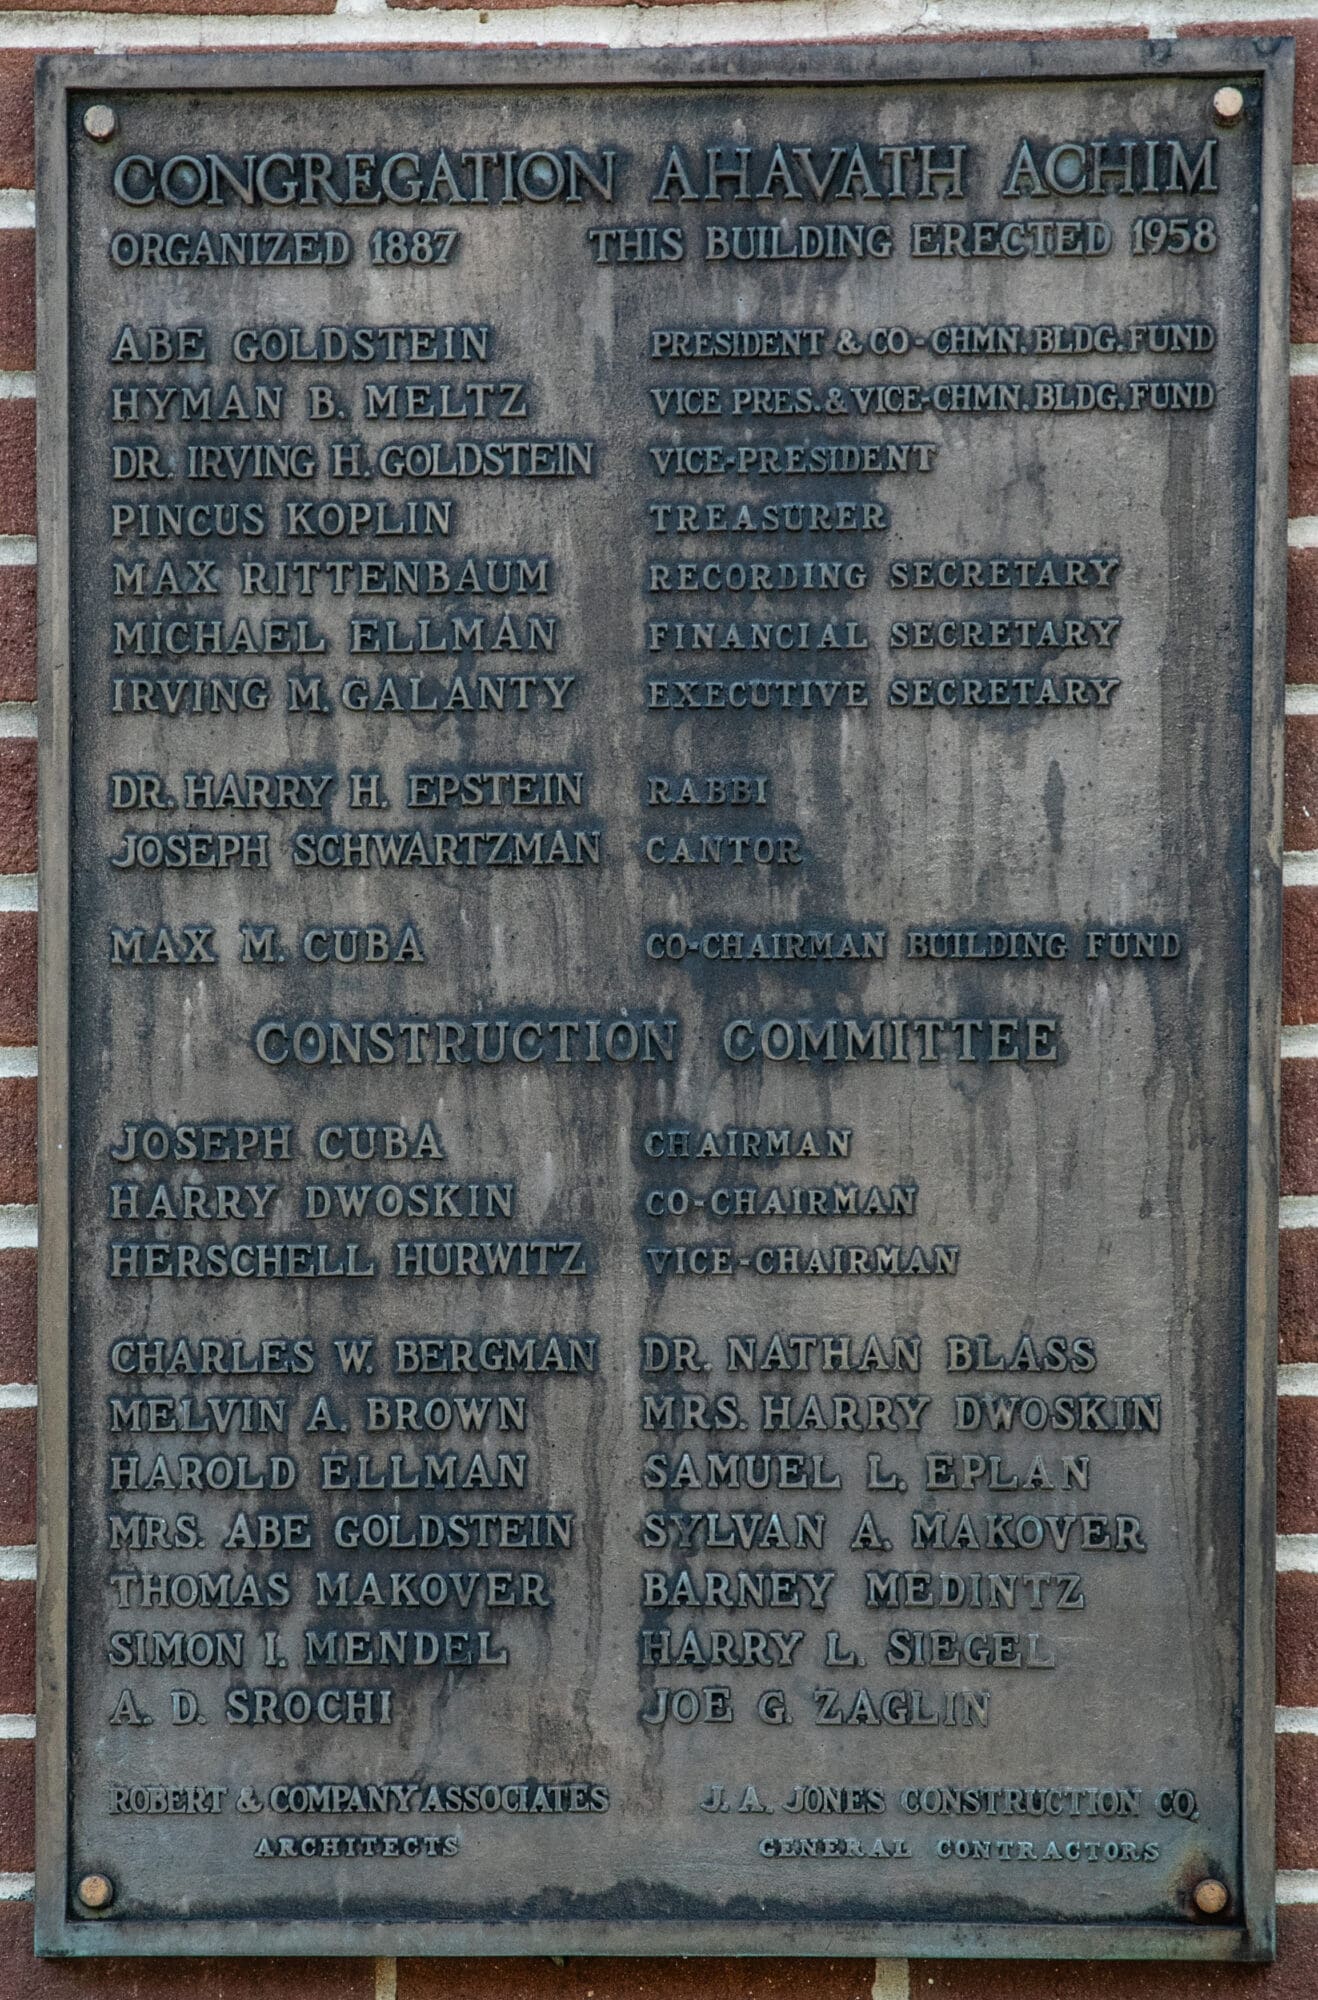 CONGREGATION AHAVATH ACHIM
ORGANIZED 1887 THIS BUILDING ERECTED 1958
ABE GOLDSTEIN PRESIDENT & CO-CHMN. BLDG. FUND
HYMAN B. MELTZ VICE PRES. & VICE-CHMN. BLDG. FUND
DR. IRVING H. GOLDSTEIN VICE-PRESIDENT
PINCUS KOPLIN TREASURER
MAX RITTENBAUM RECORDING SECRETARY
MICHAEL ELLMAN FINANCIAL SECRETARY
IRVING M. GALANTY EXECUTIVE SECRETARY
DR. HARRY H. EPSTEIN RABBI
JOSEPH SCHWARTZMAN CANTOR
MAX M. CUBA CO-CHAIRMAN BUILDING FUND
CONSTRUCTION COMMITTEE
JOSEPH CUBA CHAIRMAN
HARRY DWOSKIN CO-CHAIRMAN
HERSCHELL HURWITZ VICE-CHAIRMAN
CHARLES W. BERGMAN DR. NATHAN BLASS
MELVIN A. BROWN MRS. HARRY DWOSKIN
HAROLD ELLMAN SAMUEL L. EPLAN
MRS. ABE GOLDSTEIN SYLVAN A. MAKOVER
THOMAS MAKOVER BARNEY MEDINTZ
SIMON I. MENDEL HARRY L. SIEGEL
A. D. SROCHI JOE G. ZAGLIN
ROBERT & COMPANY ASSOCIATES J. A. JONES CONSTRUCTION CO.
ARCHITECTS GENERAL CONTRACTORS